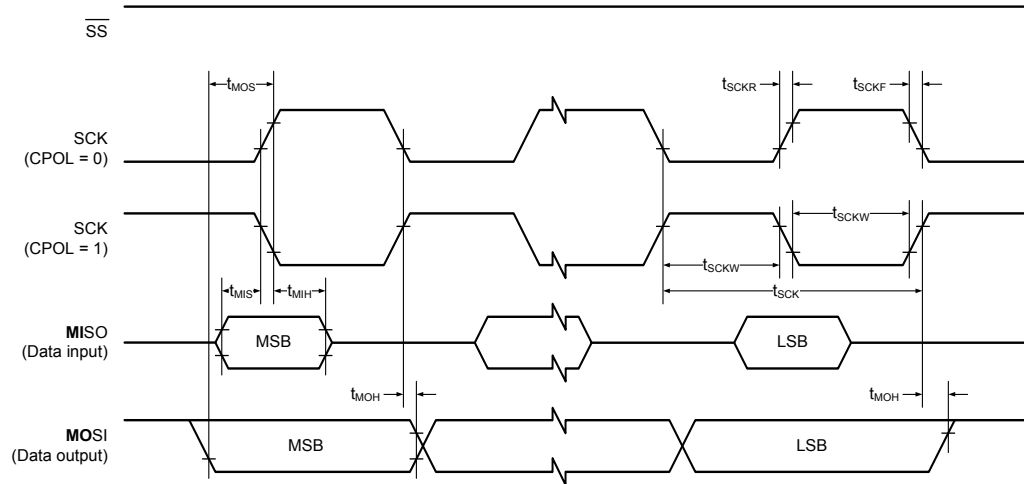 SS
tMOS
tSCKR
tSCKF
SCK
(CPOL = 0)
SCK
(CPOL = 1)
tSCKW
tSCKW
tMIS
tMIH
tSCK
MISO
(Data input)
MSB
LSB
tMOH
tMOH
MOSI
(Data output)
MSB
LSB